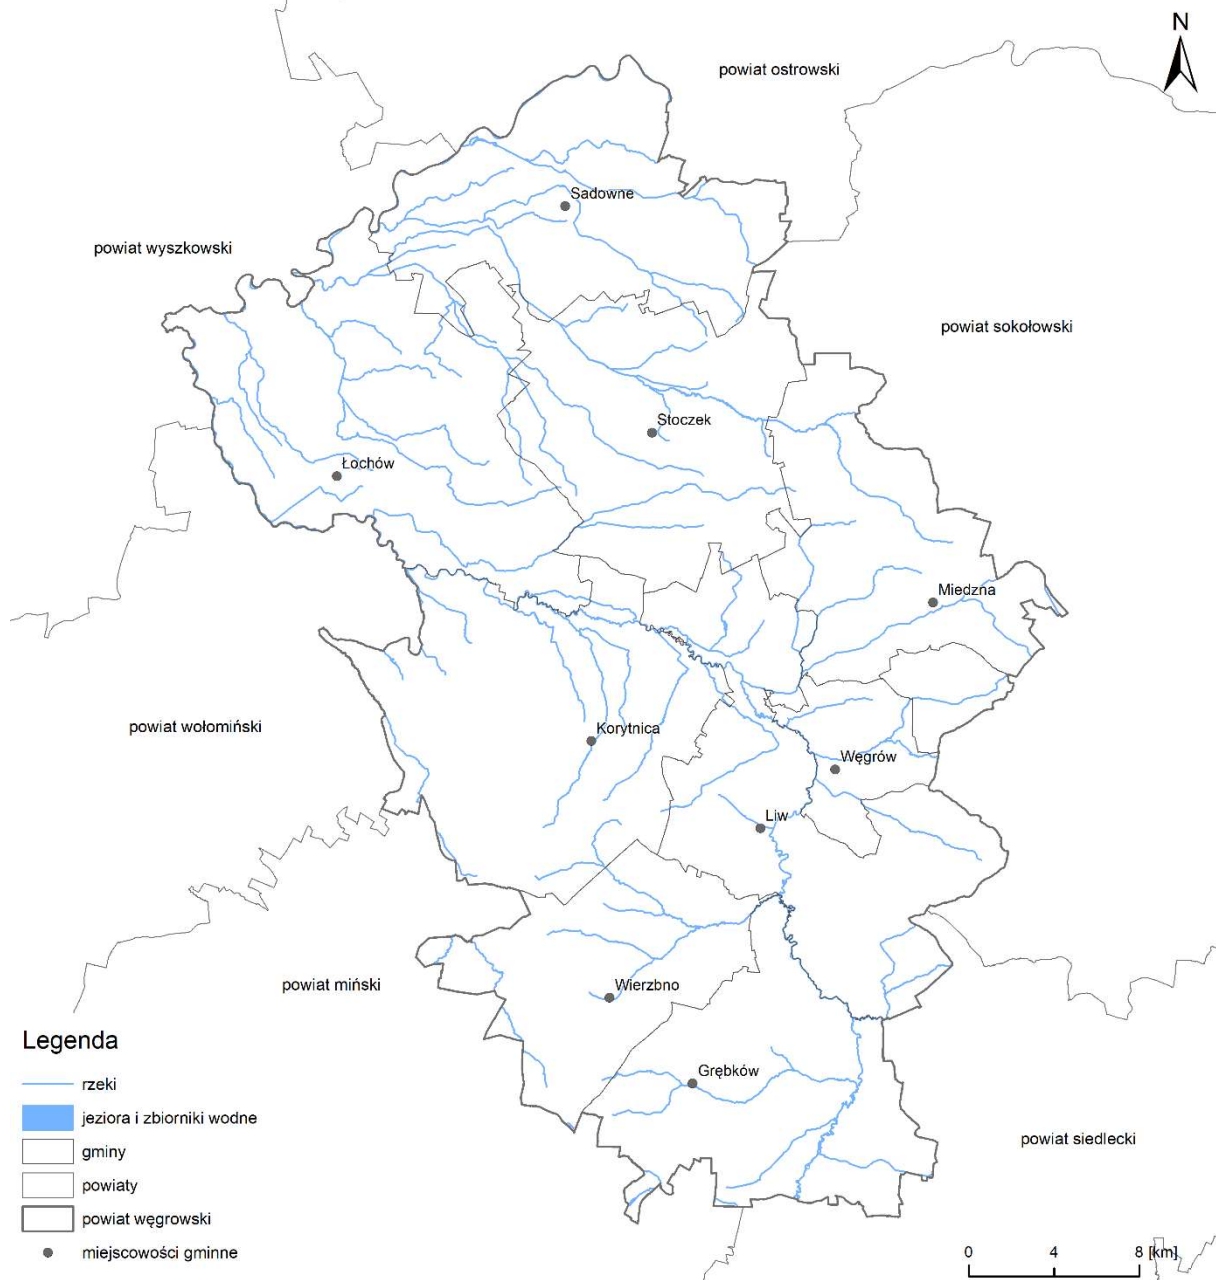 N
powiat ostrowski
Sadowne
powiat wyszkowski
powiat sokołowski
Stoczek
Łochów
Miedzna
powiat wołomiński
Korytnica
Węgrów
Liw
powiat miński
Wierzbno
Legenda
Grębków
rzeki
jeziora i zbiorniki wodne
powiat siedlecki
gminy
powiaty
powiat węgrowski
miejscowości gminne
0 4 8 [km]